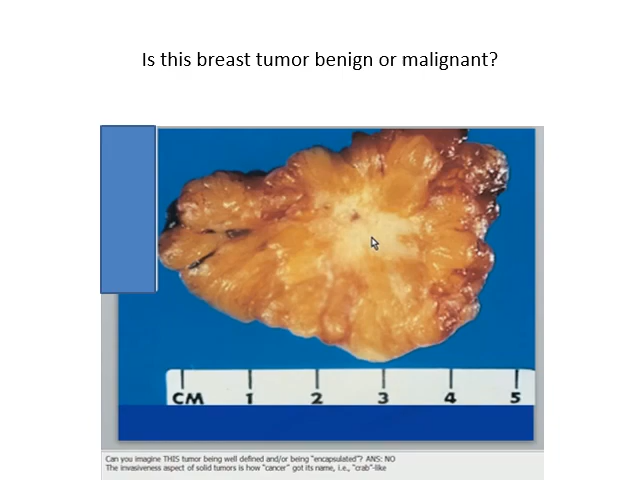 Is this breast tumor benign or malignant?
CM 1 2 3 4 5
Can you imagine THIS tumor being well defined and/or being "encapsulated"? ANS: NO
The invasiveness aspect of solid tumors is how "cancer" got its name, i.e., "crab"-like